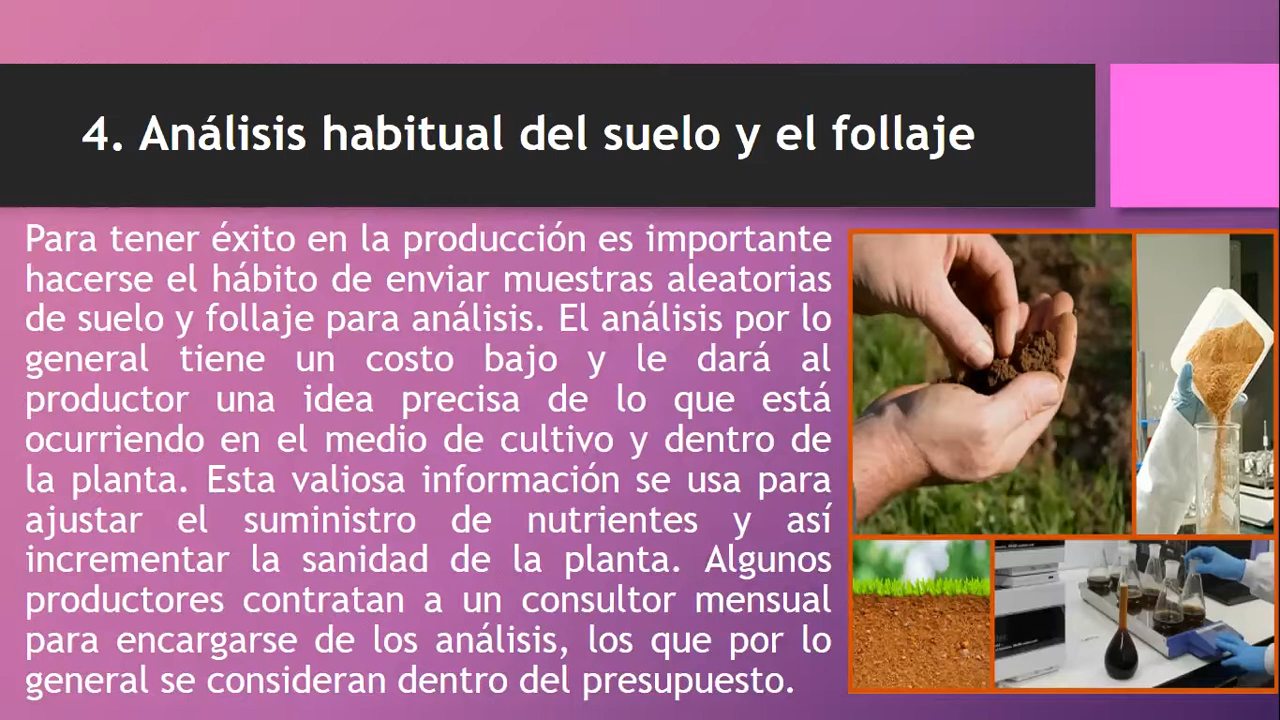 4. Análisis habitual del suelo y el follaje
Para tener éxito en la producción es importante
hacerse el hábito de enviar muestras aleatorias
de suelo y follaje para análisis. El análisis por lo
general tiene un costo bajo y le dará al
productor una idea precisa de lo que está
ocurriendo en el medio de cultivo y dentro de
la planta. Esta valiosa información se usa para
ajustar el suministro de nutrientes y así
incrementar la sanidad de la planta. Algunos
productores contratan a un consultor mensual
para encargarse de los análisis, los que por lo
general se consideran dentro del presupuesto.